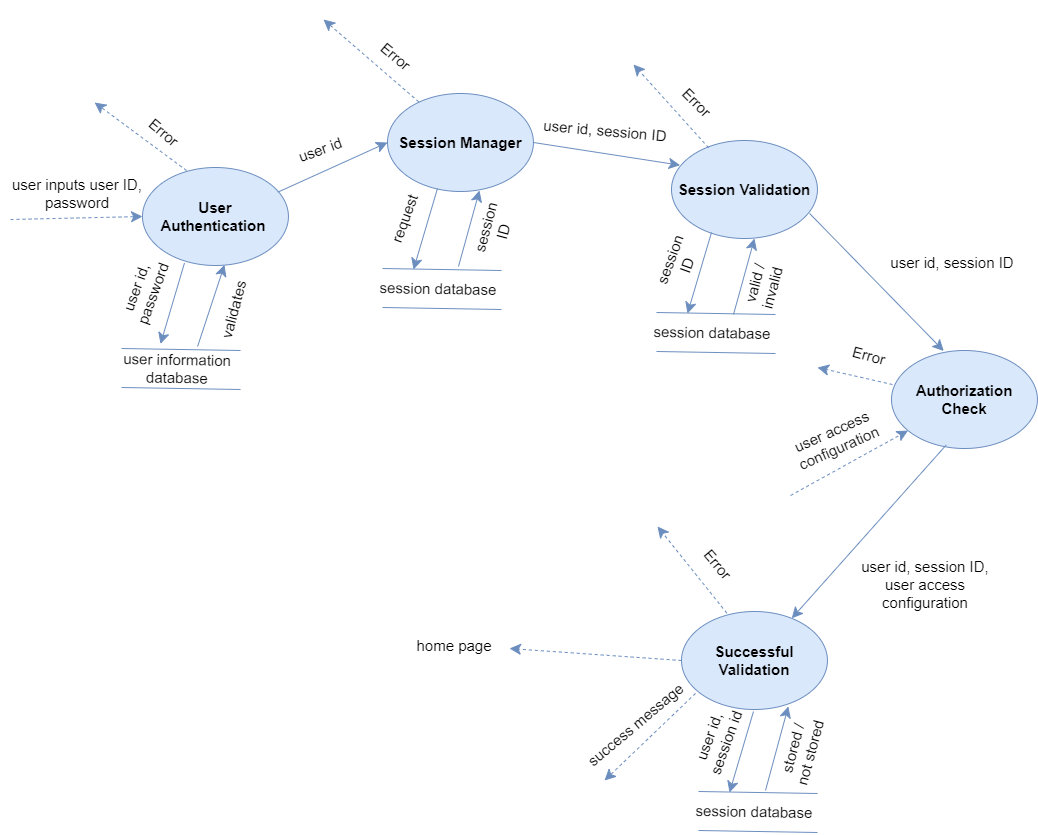 Error
user inputs user ID,
password
User
Authentication
user id,
password
validates
user information
database
user id
Error
Session Manager
request
session
ID
session database
user id, session ID
Error
Session Validation
session
ID
valid /
invalid
session database
user id, session ID
Error
Authorization
Check
user access
configuration
user id, session ID,
user access
configuration
Error
Successful
Validation
home page
success message
user id,
session id
stored /
not stored
session database